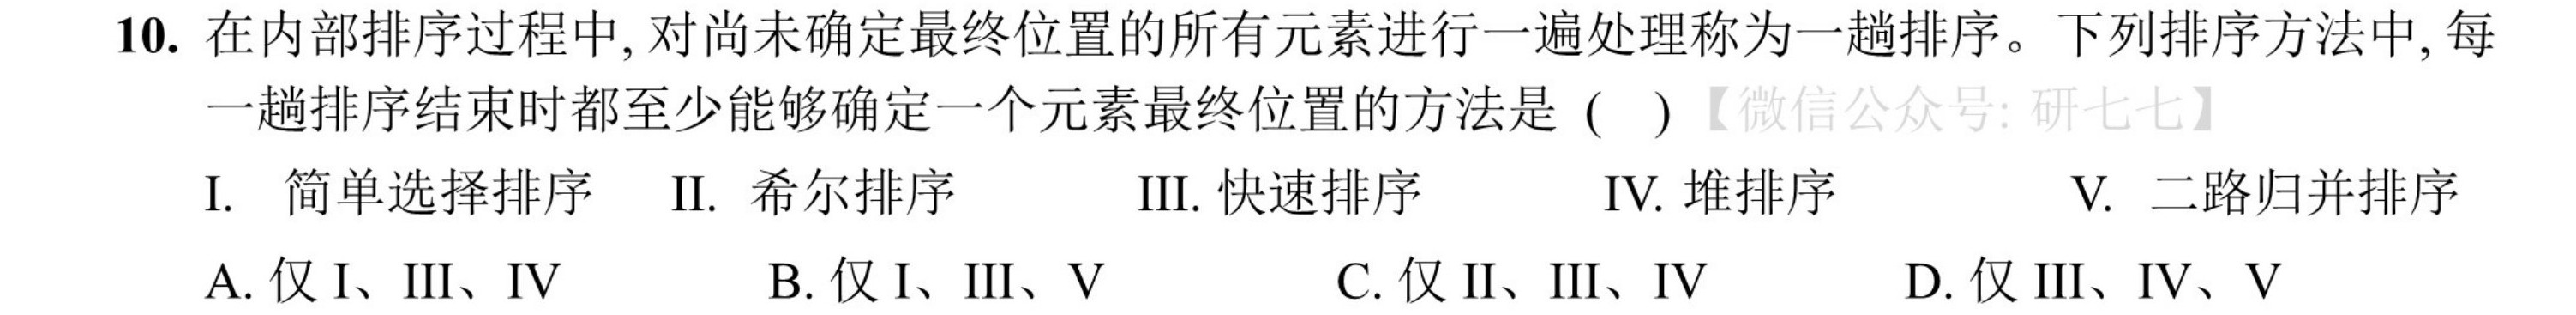 10. 在内部排序过程中, 对尚未确定最终位置的所有元素进行一遍处理称为一趟排序。下列排序方法中, 每
一趟排序结束时都至少能够确定一个元素最终位置的方法是 ( ) 【微信公众号: 研七七】
I. 简单选择排序 II. 希尔排序 III. 快速排序 IV. 堆排序 V. 二路归并排序
A. 仅 I、III、IV B. 仅 I、III、V C. 仅 II、III、IV D. 仅 III、IV、V